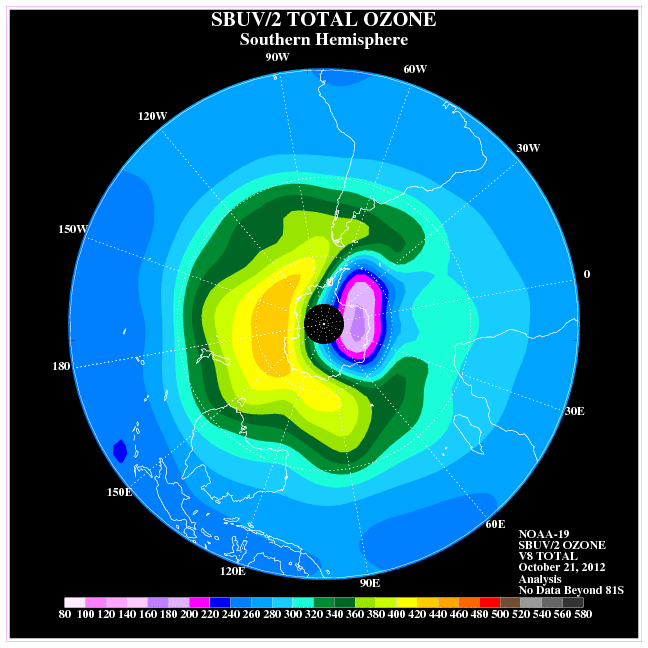 SBUV/2 TOTAL OZONE
Southern Hemisphere
90W
60W
120W
30W
150W
0
180
30E
150E
60E
120E
90E
NOAA-19
SBUV/2 OZONE
V8 TOTAL
October 21, 2012
Analysis
No Data Beyond 81S
80 100 120 140 160 180 200 220 240 260 280 300 320 340 360 380 400 420 440 460 480 500 520 540 560 580